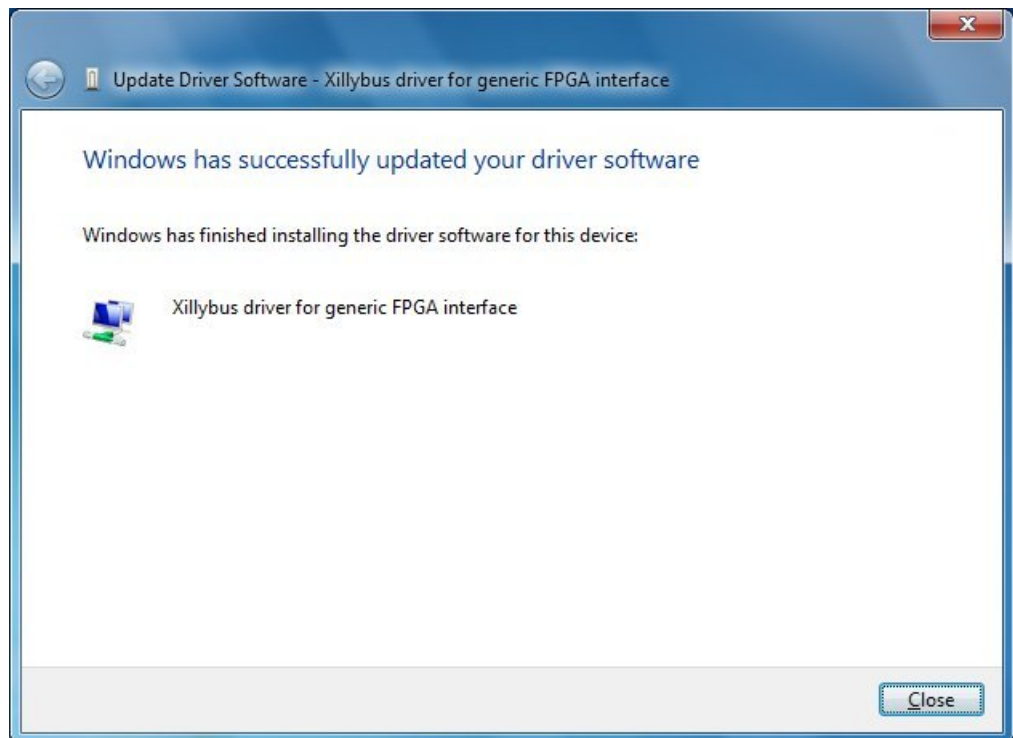 Update Driver Software - Xillybus driver for generic FPGA interface
Windows has successfully updated your driver software
Windows has finished installing the driver software for this device:
Xillybus driver for generic FPGA interface
Close